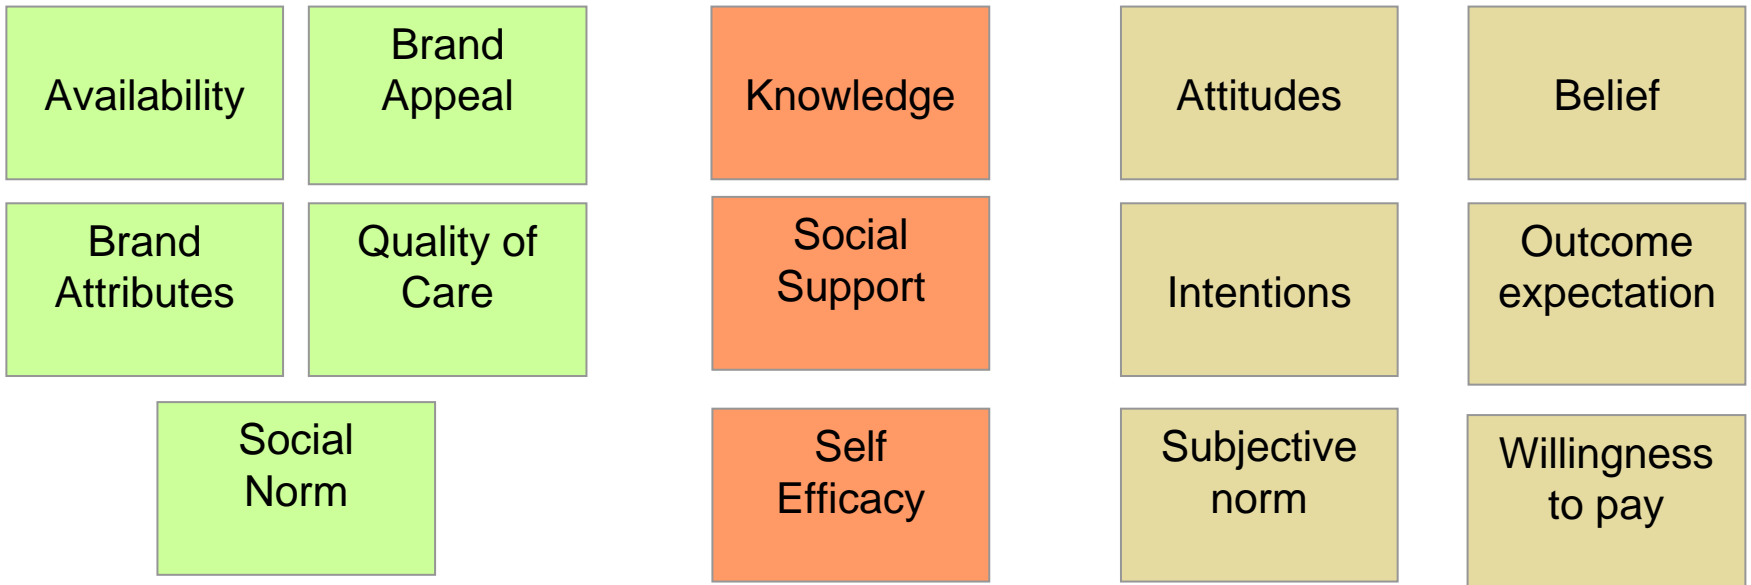 Availability
Brand
Appeal
Knowledge
Attitudes
Belief
Brand
Attributes
Quality of
Care
Social
Support
Intentions
Outcome
expectation
Social
Norm
Self
Efficacy
Subjective
norm
Willingness
to pay